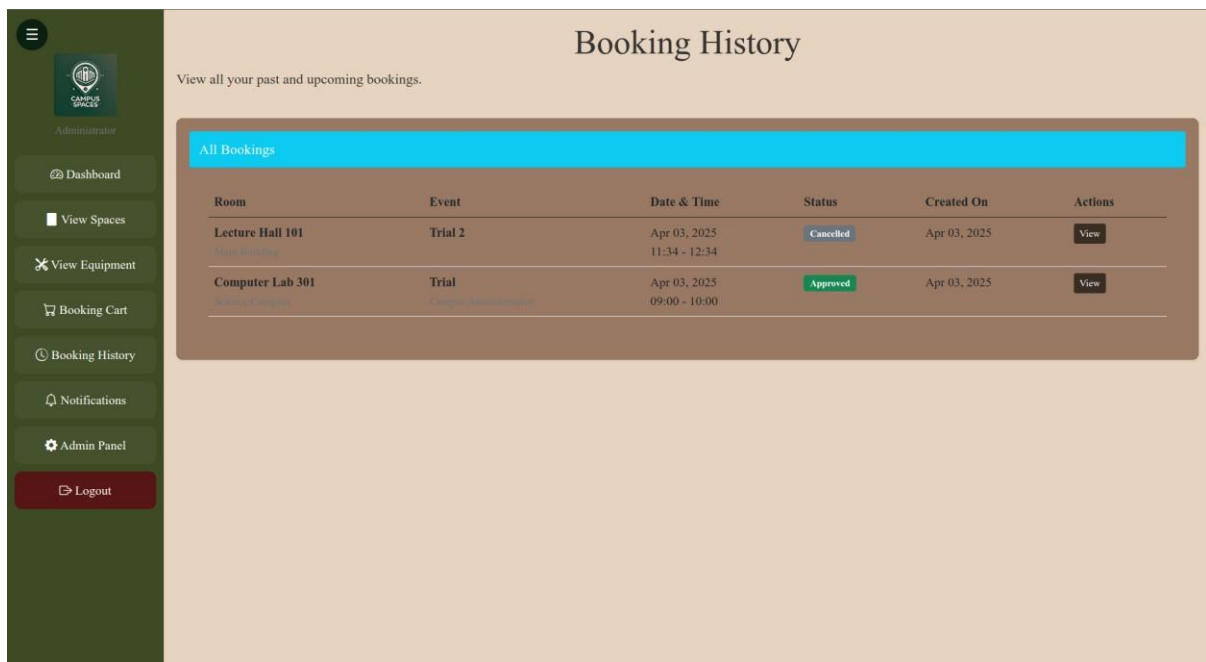 ☰
CAMPUS
SPACES
Administrator
Dashboard
View Spaces
View Equipment
Booking Cart
Booking History
Notifications
Admin Panel
Logout
Booking History
View all your past and upcoming bookings.
All Bookings
Room Event Date & Time Status Created On Actions
Lecture Hall 101 Trial 2 Apr 03, 2025 Cancelled Apr 03, 2025 View
Main Building 11:34 - 12:34
Computer Lab 301 Trial Apr 03, 2025 Approved Apr 03, 2025 View
Science Complex Campus Administrator 09:00 - 10:00